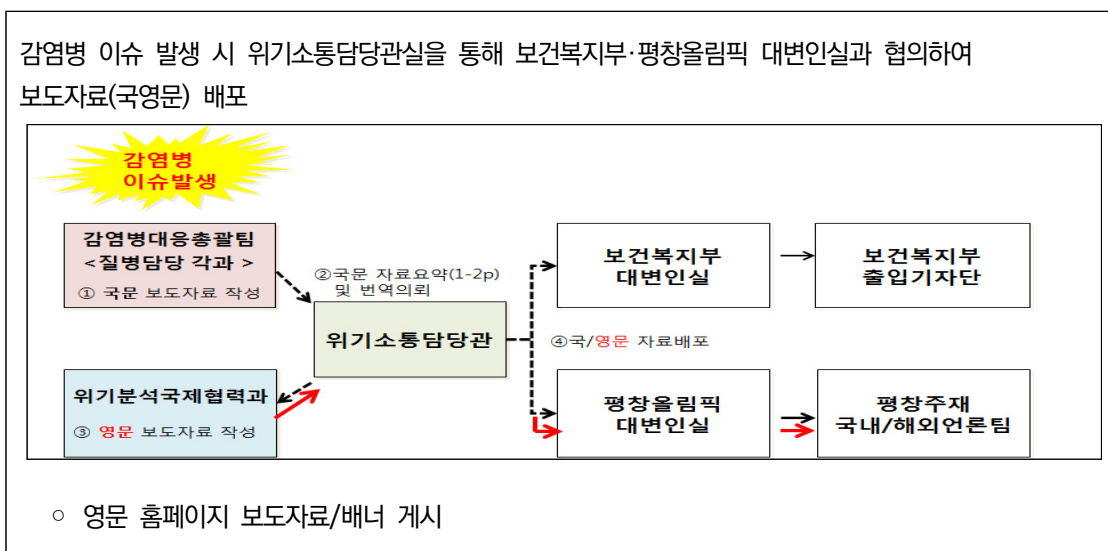 감염병 이슈 발생 시 위기소통담당관실을 통해 보건복지부·평창올림픽 대변인실과 협의하여
보도자료(국영문) 배포
감염병
이슈발생
감염병대응총괄팀
<질병담당 각과 >
① 국문 보도자료 작성
②국문 자료요약(1-2p)
및 번역의뢰
위기소통담당관
위기분석국제협력과
③ 영문 보도자료 작성
④국/영문 자료배포
보건복지부
대변인실
보건복지부
출입기자단
평창올림픽
대변인실
평창주재
국내/해외언론팀
○ 영문 홈페이지 보도자료/배너 게시